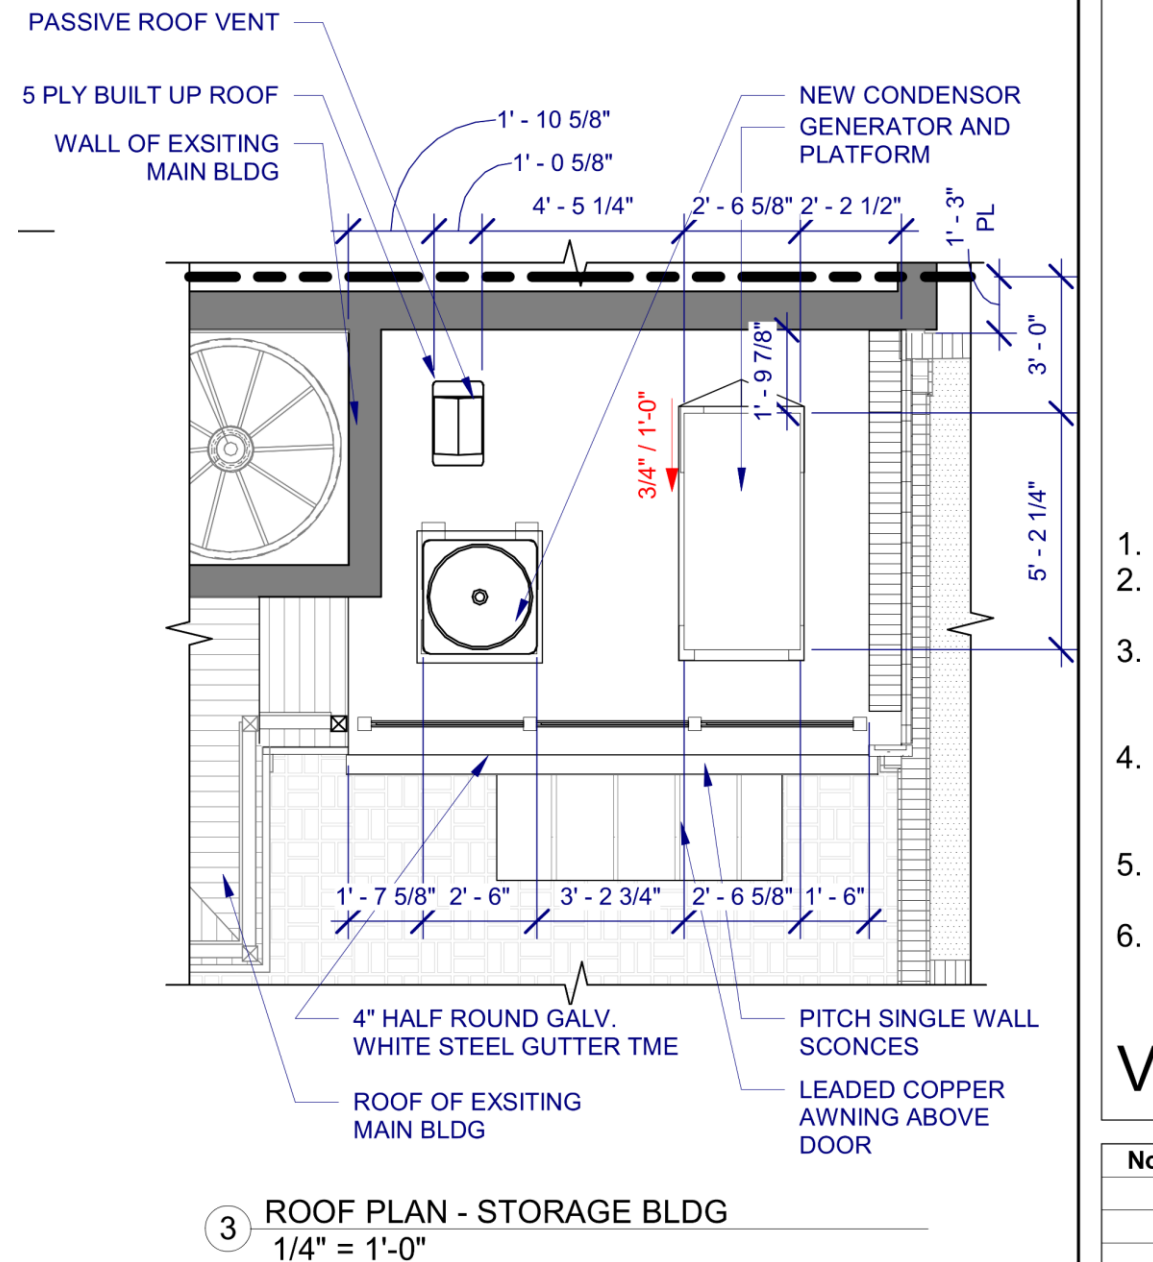 PASSIVE ROOF VENT
5 PLY BUILT UP ROOF
WALL OF EXSITING
MAIN BLDG
1' - 10 5/8"
1' - 0 5/8"
NEW CONDENSOR
GENERATOR AND
PLATFORM
4' - 5 1/4"
2' - 6 5/8"
2' - 2 1/2"
1' - 3"
PL
3' - 0"
1' - 9 7/8"
3/4" / 1'-0"
5' - 2 1/4"
1.
2.
3.
4.
5.
6.
1' - 7 5/8"
2' - 6"
3' - 2 3/4"
2' - 6 5/8"
1' - 6"
4" HALF ROUND GALV.
WHITE STEEL GUTTER TME
ROOF OF EXSITING
MAIN BLDG
PITCH SINGLE WALL
SCONCES
LEADED COPPER
AWNING ABOVE
DOOR
3
ROOF PLAN - STORAGE BLDG
1/4" = 1'-0"